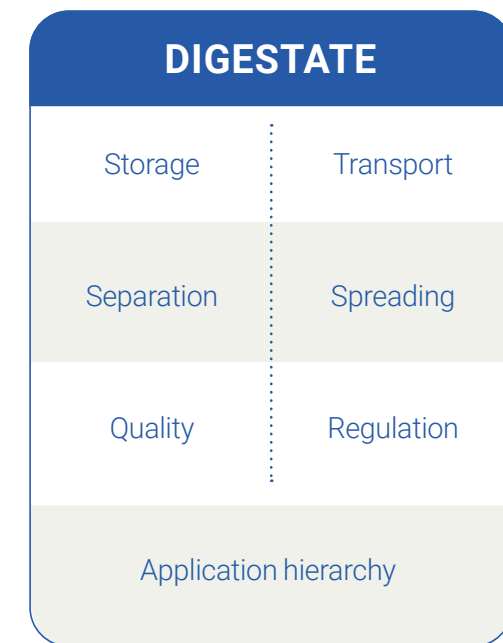 DIGESTATE
Storage
Transport
Separation
Spreading
Quality
Regulation
Application hierarchy